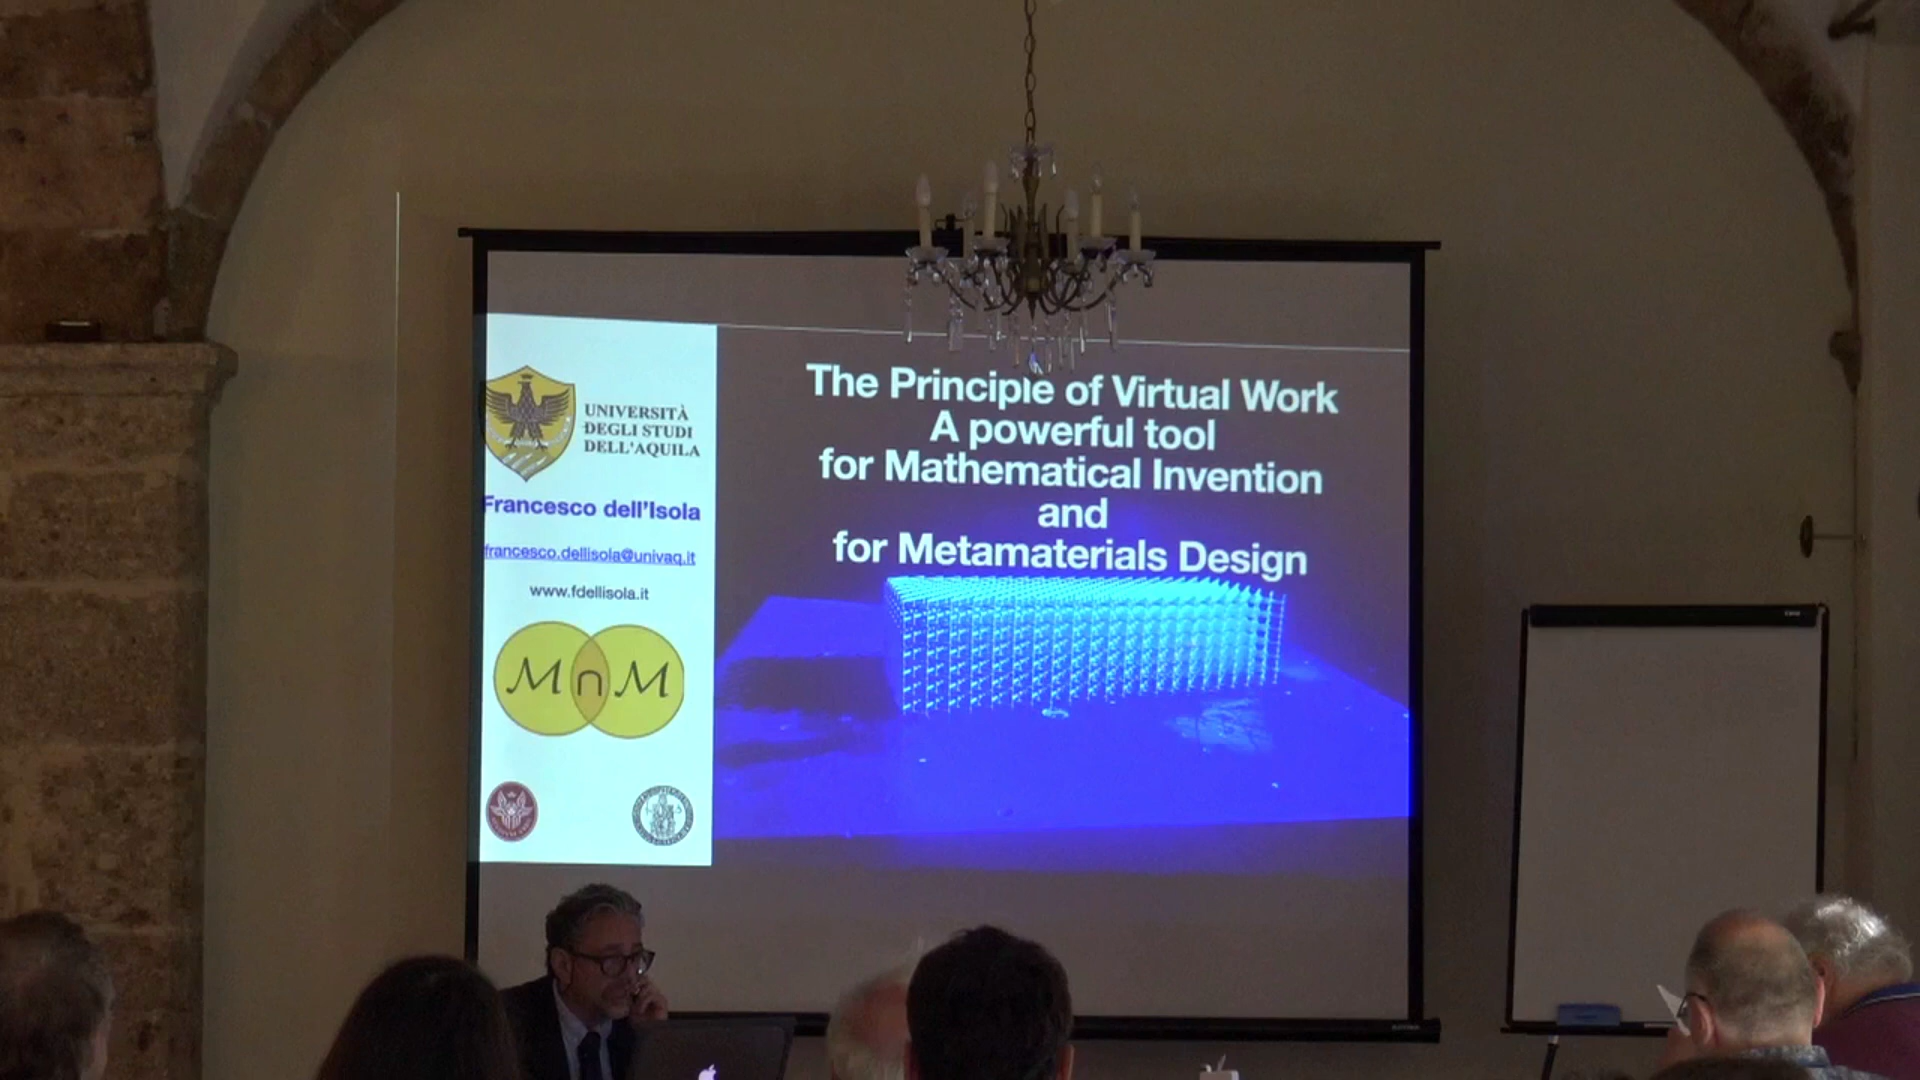 UNIVERSITÀ
DEGLI STUDI
DELL'AQUILA
Francesco dell'Isola
francesco.dellisola@univaq.it
www.fdellisola.it
M n M
The Principle of Virtual Work
A powerful tool
for Mathematical Invention
and
for Metamaterials Design